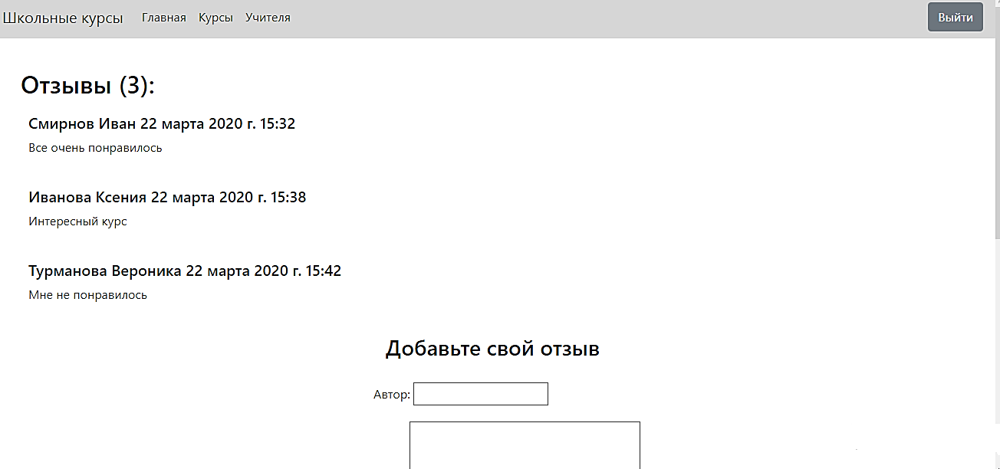 Школьные курсы Главная Курсы Учителя Выйти
Отзывы (3):
Смирнов Иван 22 марта 2020 г. 15:32
Все очень понравилось
Иванова Ксения 22 марта 2020 г. 15:38
Интересный курс
Турманова Вероника 22 марта 2020 г. 15:42
Мне не понравилось
Добавьте свой отзыв
Автор: